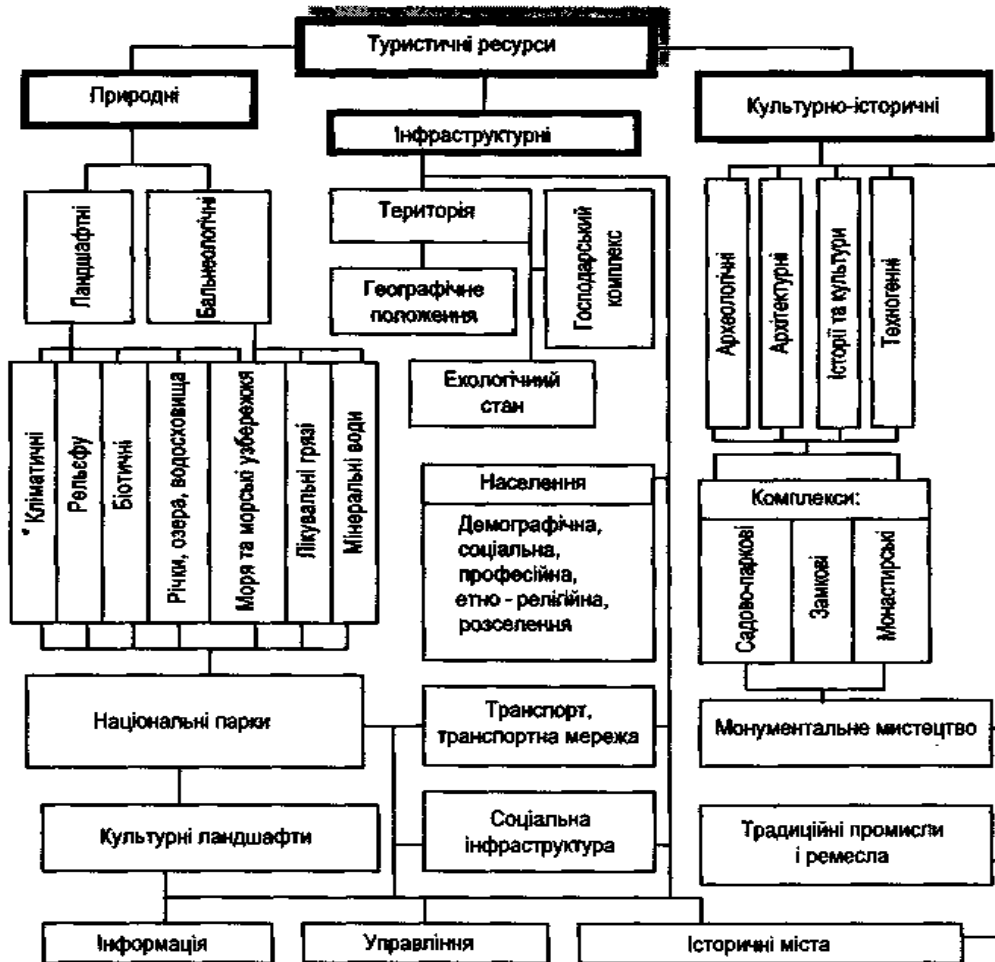 Туристичні ресурси
Природні
Інфраструктурні
Культурно-історичні
Ландшафтні
Бальнеологічні
Територія
Географічне
положення
Господарський
комплекс
Екологічний
стан
Археологічні
Архітектурні
Історії та культури
Техногенні
* Кліматичні
Рельєфу
Біотичні
Річки, озера, водосховища
Моря та морські узбережжя
Лікувальні грязі
Мінеральні води
Населення
Демографічна,
соціальна,
професійна,
етно - релігійна,
розселення
Комплекси:
Садово-паркові
Замкові
Монастирські
Національні парки
Транспорт,
транспортна мережа
Монументальне мистецтво
Культурні ландшафти
Соціальна
інфраструктура
Традиційні промисли
і ремесла
Інформація
Управління
Історичні міста